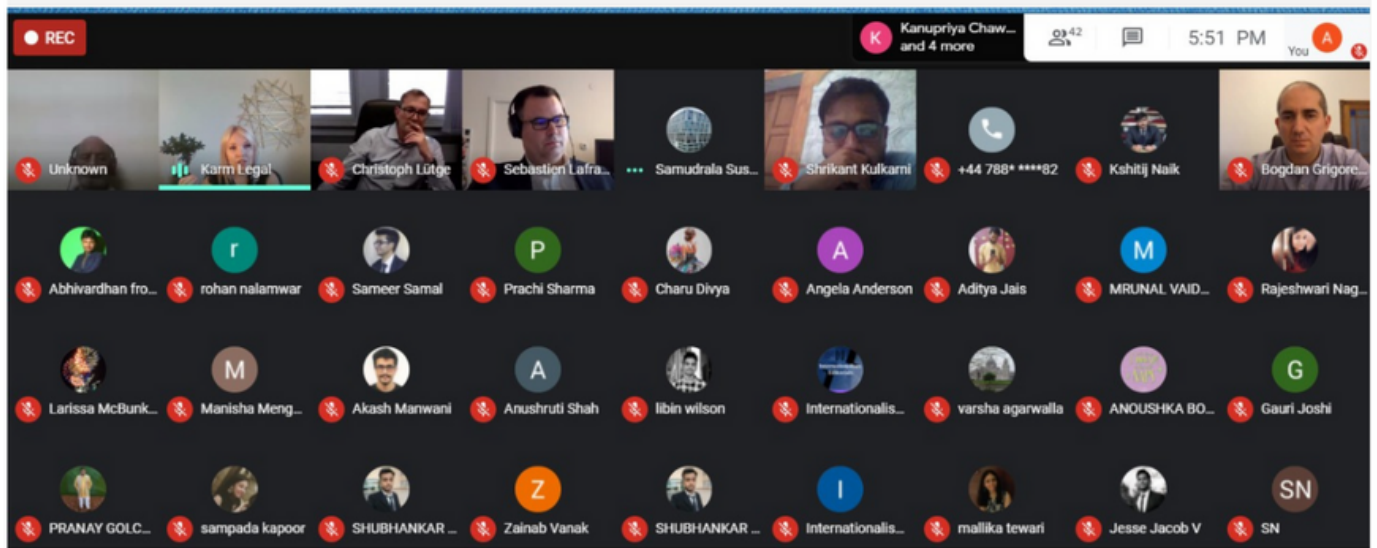 REC
K
Kanupriya Chaw...
and 4 more
42
5:51 PM
You
A
Unknown
Karm Legal
Christoph Lütge
Sebastien Lafra...
Samudrala Sus...
Shrikant Kulkarni
+44 788* ****82
Kshitij Naik
Bogdan Grigore...
r
P
A
M
Abhivardhan fro...
rohan nalamwar
Sameer Samal
Prachi Sharma
Charu Divya
Angela Anderson
Aditya Jais
MRUNAL VAID...
Rajeshwari Nag...
M
A
G
Larissa McBunk...
Manisha Meng...
Akash Manwani
Anushruti Shah
libin wilson
Internationalis...
varsha agarwalla
ANOUSHKA BO...
Gauri Joshi
Z
I
SN
PRANAY GOLC...
sampada kapoor
SHUBHANKAR ...
Zainab Vanak
SHUBHANKAR ...
Internationalis...
mallika tewari
Jesse Jacob V
SN